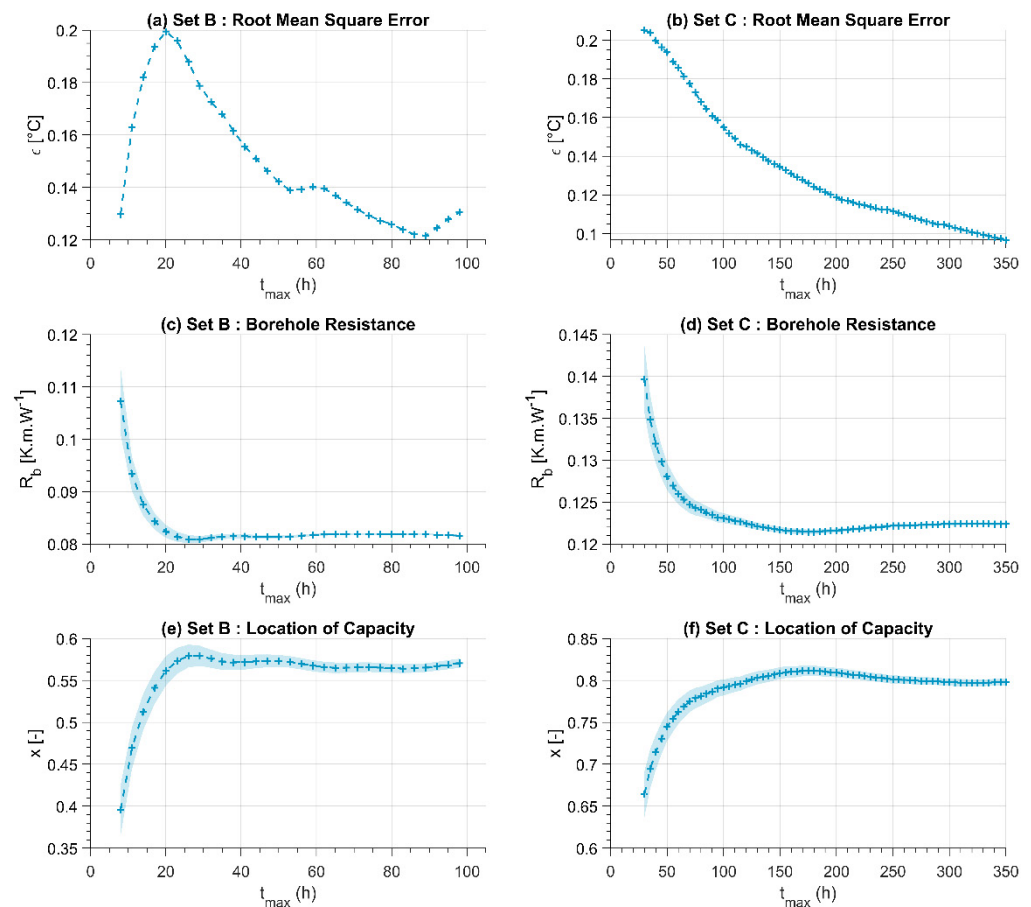 (a) Set B : Root Mean Square Error
0.2
0.18
0.16
0.14
0.12
ϵ [°C]
0 20 40 60 80 100
t_max (h)
(b) Set C : Root Mean Square Error
0.2
0.18
0.16
0.14
0.12
0.1
ϵ [°C]
0 50 100 150 200 250 300 350
t_max (h)
(c) Set B : Borehole Resistance
0.12
0.11
0.1
0.09
0.08
R_b [K.m.W⁻¹]
0 20 40 60 80 100
t_max (h)
(d) Set C : Borehole Resistance
0.145
0.14
0.135
0.13
0.125
0.12
R_b [K.m.W⁻¹]
0 50 100 150 200 250 300 350
t_max (h)
(e) Set B : Location of Capacity
0.6
0.55
0.5
0.45
0.4
0.35
x [-]
0 20 40 60 80 100
t_max (h)
(f) Set C : Location of Capacity
0.85
0.8
0.75
0.7
0.65
0.6
x [-]
0 50 100 150 200 250 300 350
t_max (h)